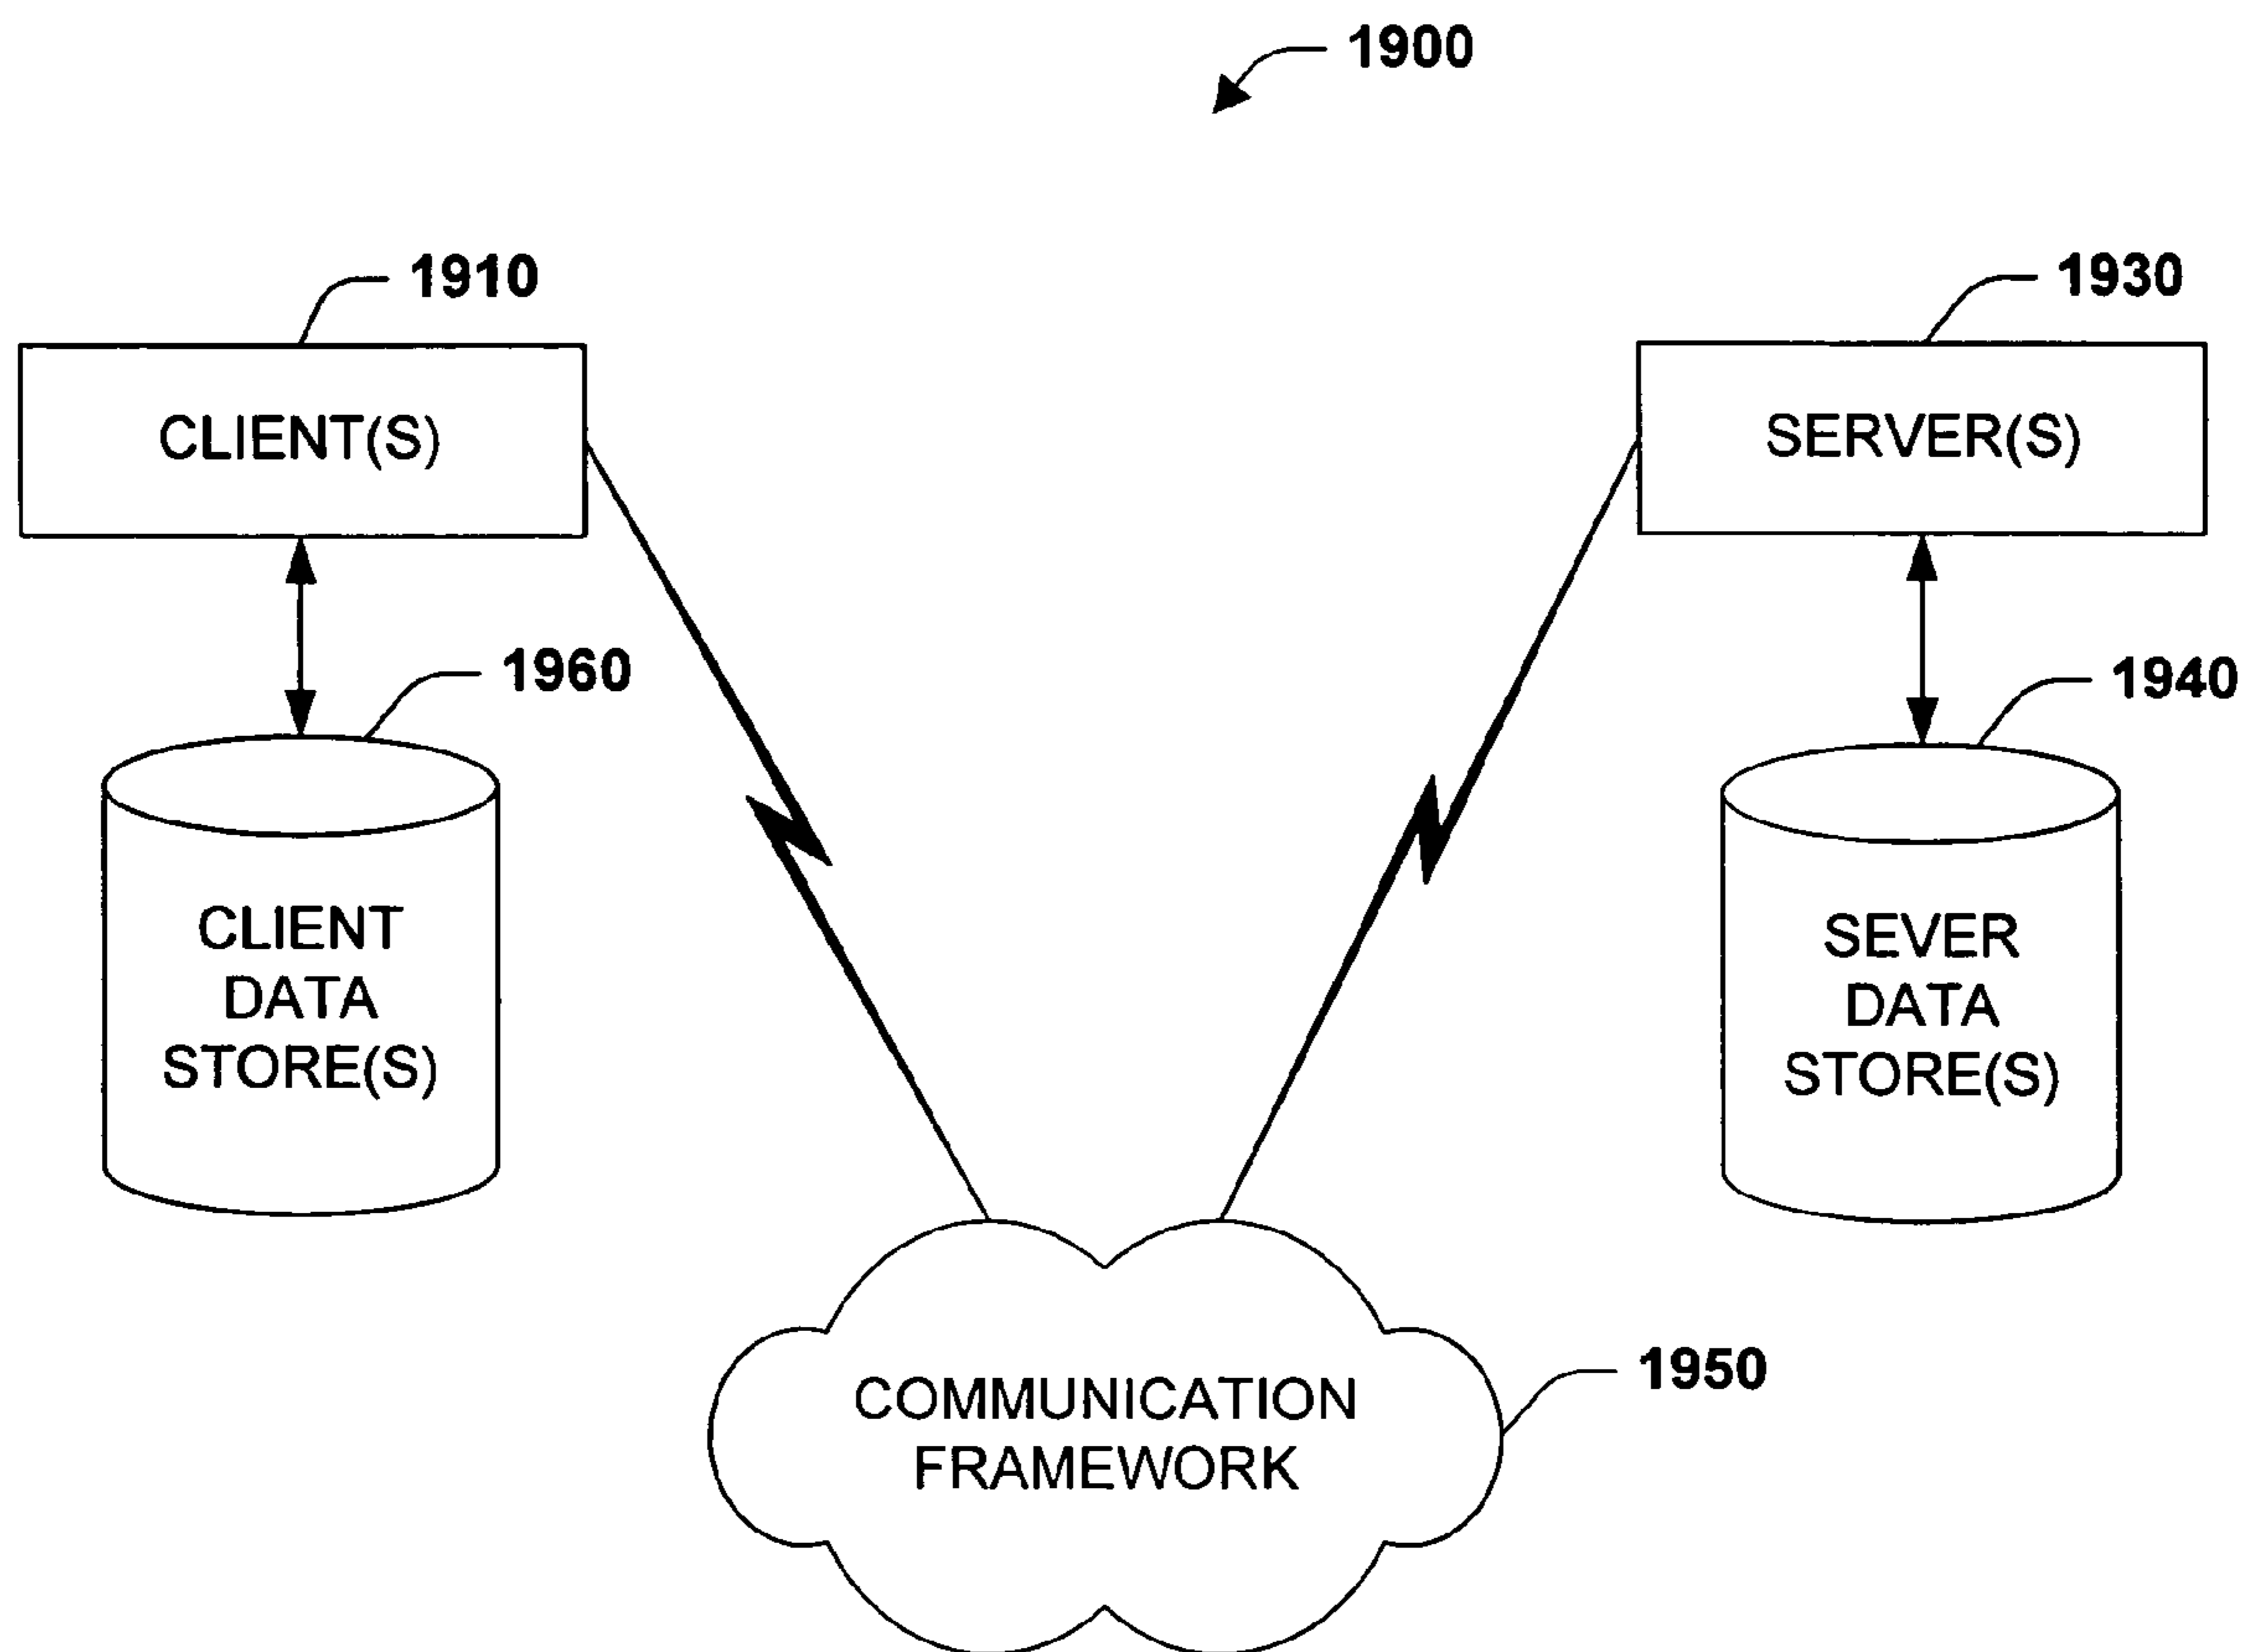 1900
1910
1930
CLIENT(S)
SERVER(S)
1960
1940
CLIENT
DATA
STORE(S)
SEVER
DATA
STORE(S)
1950
COMMUNICATION
FRAMEWORK